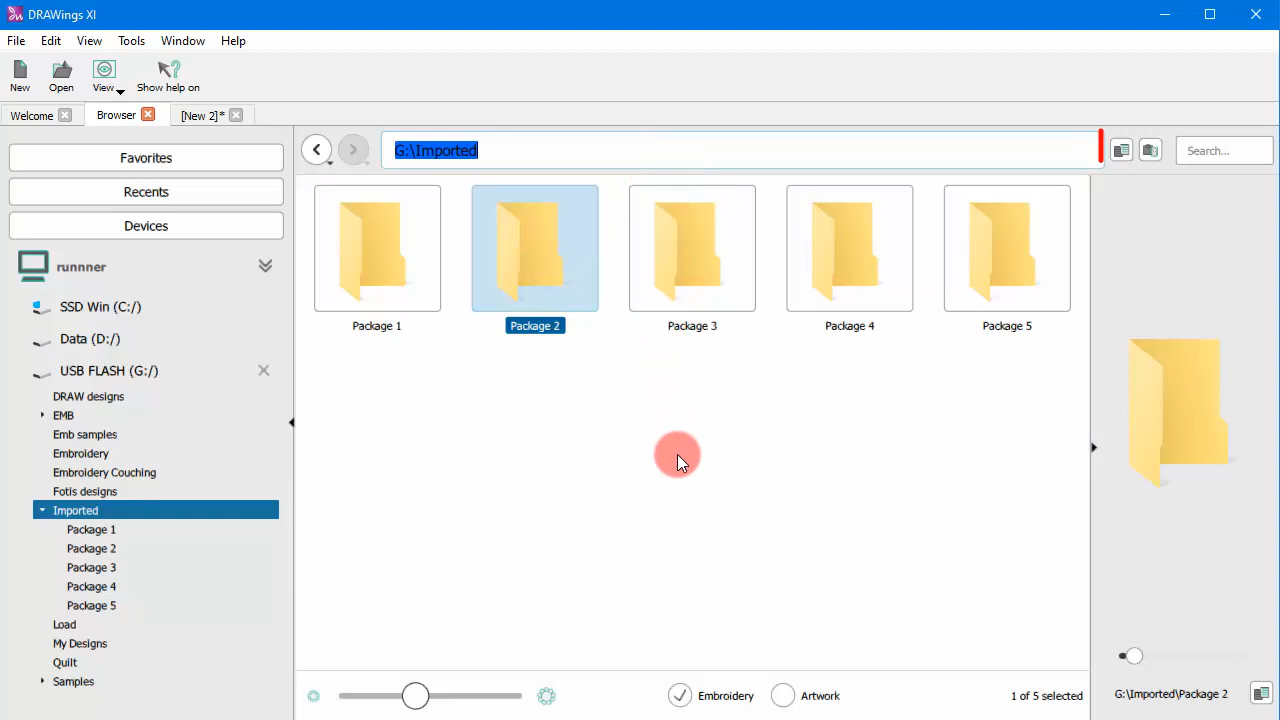 DRAWings XI
File Edit View Tools Window Help
New Open View Show help on
Welcome Browser [New 2]*
Favorites
Recents
Devices
runnner
SSD Win (C:/)
Data (D:/)
USB FLASH (G:/)
DRAW designs
EMB
Emb samples
Embroidery
Embroidery Couching
Fotis designs
Imported
Package 1
Package 2
Package 3
Package 4
Package 5
Load
My Designs
Quilt
Samples
G:\Imported
Search...
Package 1 Package 2 Package 3 Package 4 Package 5
Embroidery Artwork 1 of 5 selected
G:\Imported\Package 2